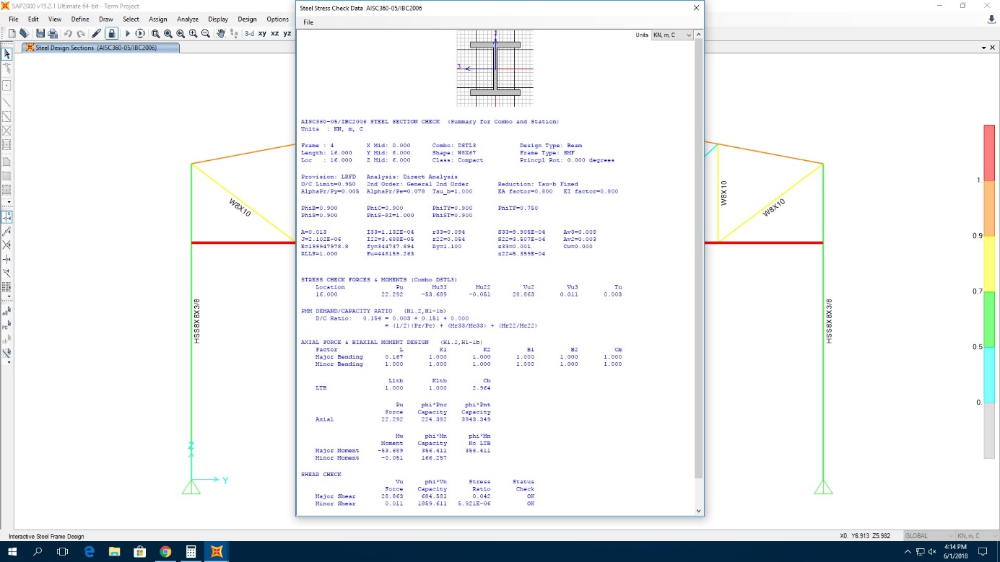 SAP2000 v19.2.1 Ultimate 64-bit - Term Project
File Edit View Define Draw Select Assign Analyze Display Design Options
3-d xy xz yz
Steel Design Sections (AISC360-05/IBC2006)
Steel Stress Check Data AISC360-05/IBC2006
File
Units KN, m, C
2
3
AISC360-05/IBC2006 STEEL SECTION CHECK (Summary for Combo and Station)
Units : KN, m, C
Frame : 4 X Mid: 0.000 Combo: DSTL3 Design Type: Beam
Length: 16.000 Y Mid: 8.000 Shape: W8X67 Frame Type: SMF
Loc : 16.000 Z Mid: 6.000 Class: Compact Princpl Rot: 0.000 degrees
Provision: LRFD Analysis: Direct Analysis
D/C Limit=0.950 2nd Order: General 2nd Order Reduction: Tau-b Fixed
AlphaPr/Py=0.005 AlphaPr/Pe=0.078 Tau_b=1.000 EA factor=0.800 EI factor=0.800
PhiB=0.900 PhiC=0.900 PhiTY=0.900 PhiTF=0.750
PhiS=0.900 PhiS-RI=1.000 PhiST=0.900
A=0.013 I33=1.132E-04 r33=0.094 S33=9.905E-04 Av3=0.008
J=2.102E-06 I22=3.688E-05 r22=0.054 S22=3.507E-04 Av2=0.003
E=199947978.8 fy=344737.894 Ry=1.100 z33=0.001 Cw=0.000
RLLF=1.000 Fu=448159.263 z22=5.359E-04
STRESS CHECK FORCES & MOMENTS (Combo DSTL3)
Location Pu Mu33 Mu22 Vu2 Vu3 Tu
16.000 22.292 -53.689 -0.051 28.863 0.011 0.003
PMM DEMAND/CAPACITY RATIO (H1.2,H1-1b)
D/C Ratio: 0.154 = 0.003 + 0.151 + 0.000
= (1/2)(Pr/Pc) + (Mr33/Mc33) + (Mr22/Mc22)
AXIAL FORCE & BIAXIAL MOMENT DESIGN (H1.2,H1-1b)
Factor L K1 K2 B1 B2 Cm
Major Bending 0.167 1.000 1.000 1.000 1.000 1.000
Minor Bending 1.000 1.000 1.000 1.000 1.000 1.000
Lltb Kltb Cb
LTB 1.000 1.000 2.964
Pu phi*Pnc phi*Pnt
Force Capacity Capacity
Axial 22.292 224.382 3943.349
Mu phi*Mn phi*Mn
Moment Capacity No LTB
Major Moment -53.689 356.411 356.411
Minor Moment -0.051 166.257
SHEAR CHECK
Vu phi*Vn Stress Status
Force Capacity Ratio Check
Major Shear 28.863 684.581 0.042 OK
Minor Shear 0.011 1859.611 5.921E-06 OK
W8X10
HSS8X8X3/8
Z
Y
W8X10
W8X10
HSS8X8X3/8
1.
0.9
0.7
0.5
0.
Interactive Steel Frame Design
X0. Y6.913 Z5.982
GLOBAL
KN, m, C
4:14 PM
6/1/2018